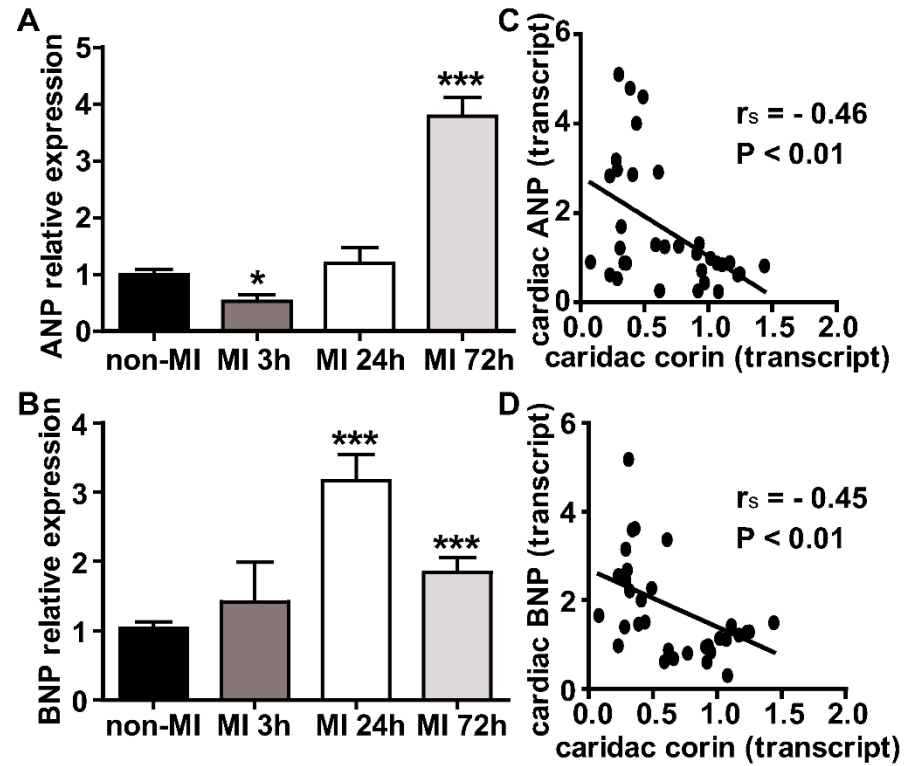 A
ANP relative expression
5
4
3
2
1
0
*
***
non-MI MI 3h MI 24h MI 72h
C
cardiac ANP (transcript)
6
4
2
0
rs = - 0.46
P < 0.01
0.0 0.5 1.0 1.5 2.0
caridac corin (transcript)
B
BNP relative expression
4
3
2
1
0
***
***
non-MI MI 3h MI 24h MI 72h
D
cardiac BNP (transcript)
6
4
2
0
rs = - 0.45
P < 0.01
0.0 0.5 1.0 1.5 2.0
caridac corin (transcript)